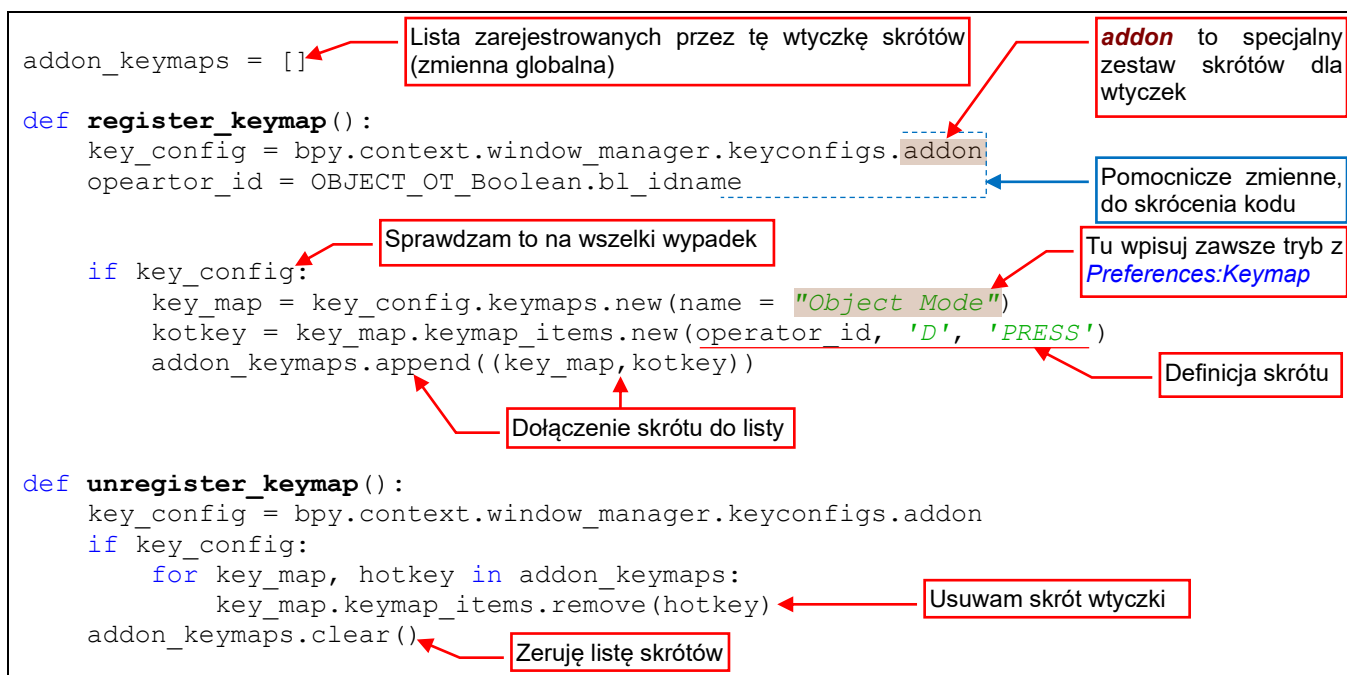 addon_keymaps = []
Lista zarejestrowanych przez tę wtyczkę skrótów
(zmienna globalna)
addon to specjalny
zestaw skrótów dla
wtyczek
def register_keymap():
    key_config = bpy.context.window_manager.keyconfigs.addon
    opeartor_id = OBJECT_OT_Boolean.bl_idname
Pomocnicze zmienne,
do skrócenia kodu
Sprawdzam to na wszelki wypadek
Tu wpisuj zawsze tryb z
Preferences:Keymap
    if key_config:
        key_map = key_config.keymaps.new(name = "Object Mode")
        kotkey = key_map.keymap_items.new(operator_id, 'D', 'PRESS')
        addon_keymaps.append((key_map,kotkey))
Definicja skrótu
Dołączenie skrótu do listy
def unregister_keymap():
    key_config = bpy.context.window_manager.keyconfigs.addon
    if key_config:
        for key_map, hotkey in addon_keymaps:
            key_map.keymap_items.remove(hotkey)
Usuwam skrót wtyczki
    addon_keymaps.clear()
Zeruję listę skrótów